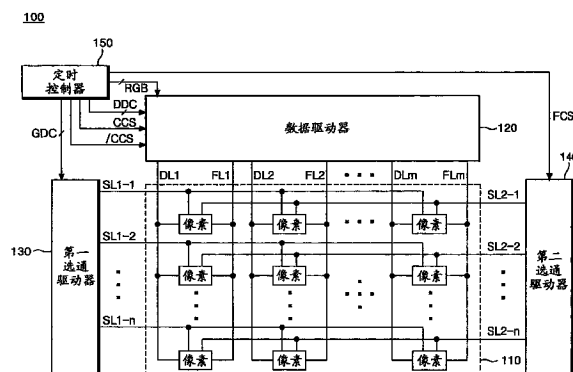 100
150
定时
控制器
RGB
DDC
CCS
/CCS
GDC
FCS
数据驱动器
120
140
DL1 FL1 DL2 FL2 DLm FLm
SL1-1
SL2-1
像素 像素 像素
130
第一
选通
驱动器
SL1-2
SL2-2
像素 像素 像素
第二
选通
驱动器
SL1-n
SL2-n
像素 像素 像素
110